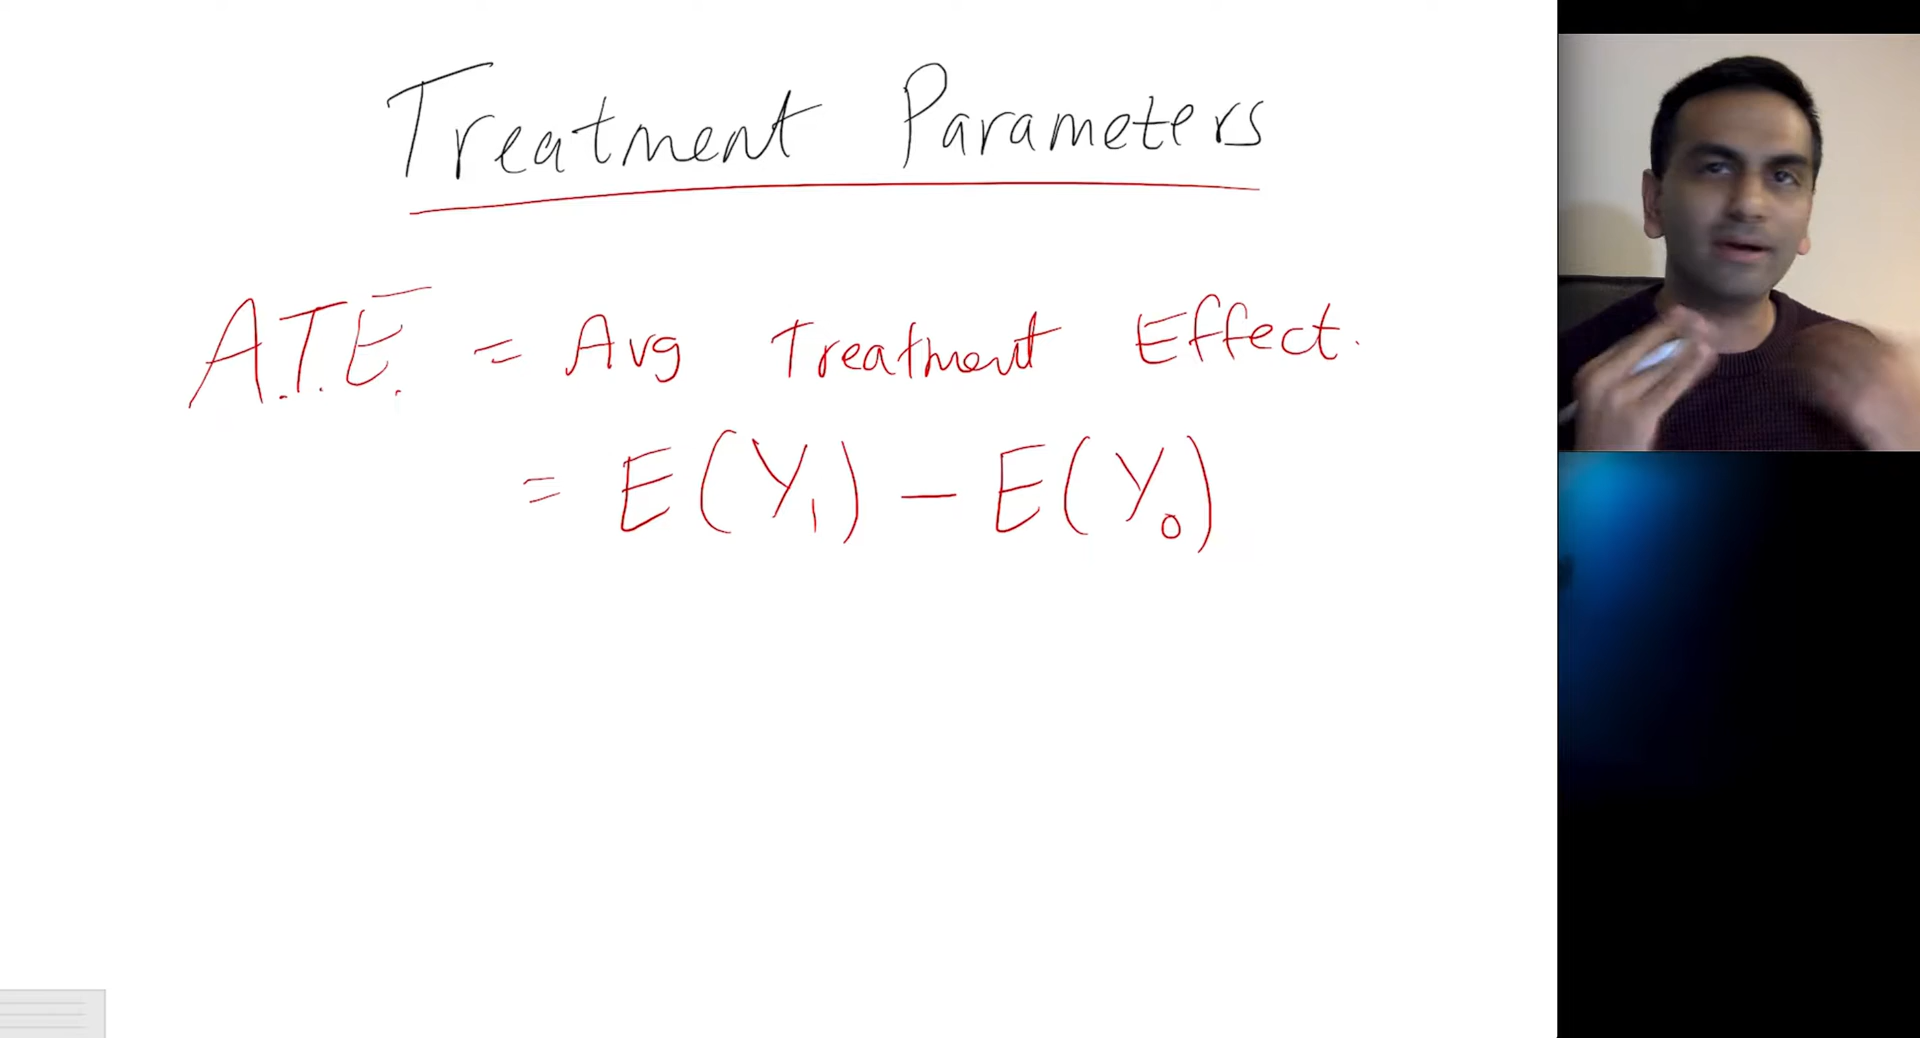 Treatment Parameters
A.T.E. = Avg Treatment Effect.
= E(Y₁) − E(Y₀)